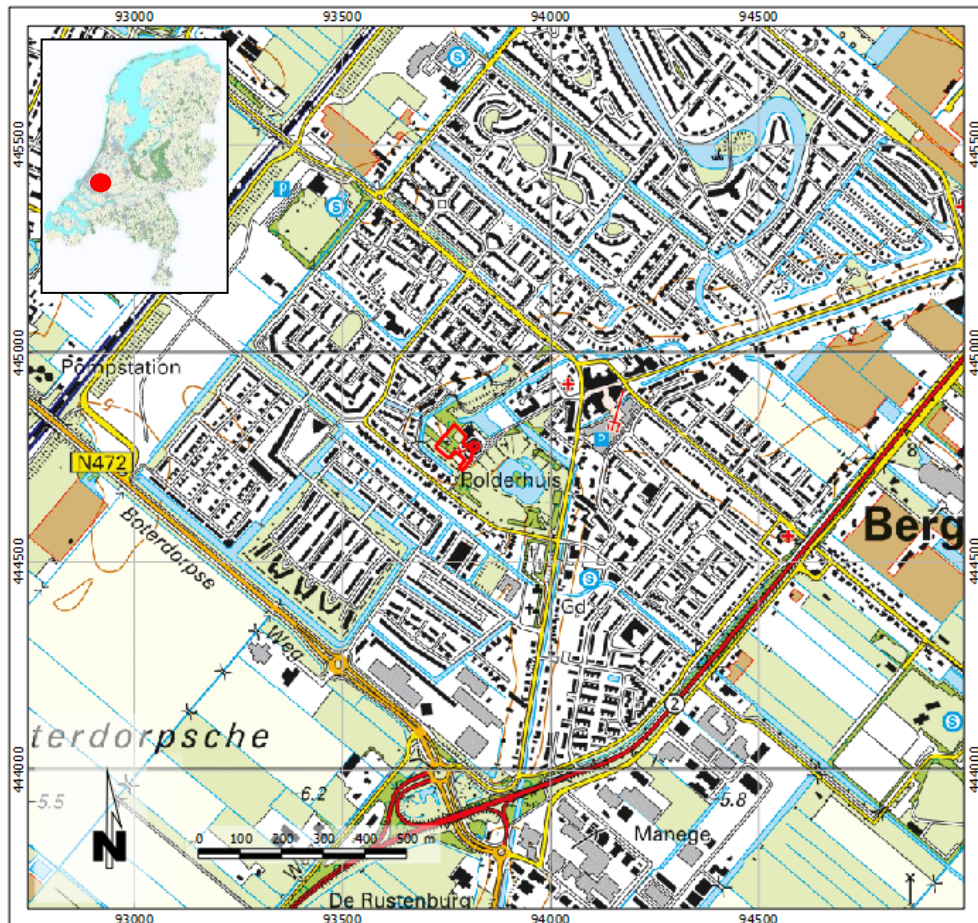 93000 93500 94000 94500
445500 445500
P
S
S
445000 445000
Pompstation
N472
P
8
Polderhuis
Berg
Boterdorpse
Weg
444500 444500
S
Gd
2
S
terdorpsche
444000 444000
5.5
6.2
5.8
N
0 100 200 300 400 500 m
Manege
De Rustenburg
93000 93500 94000 94500